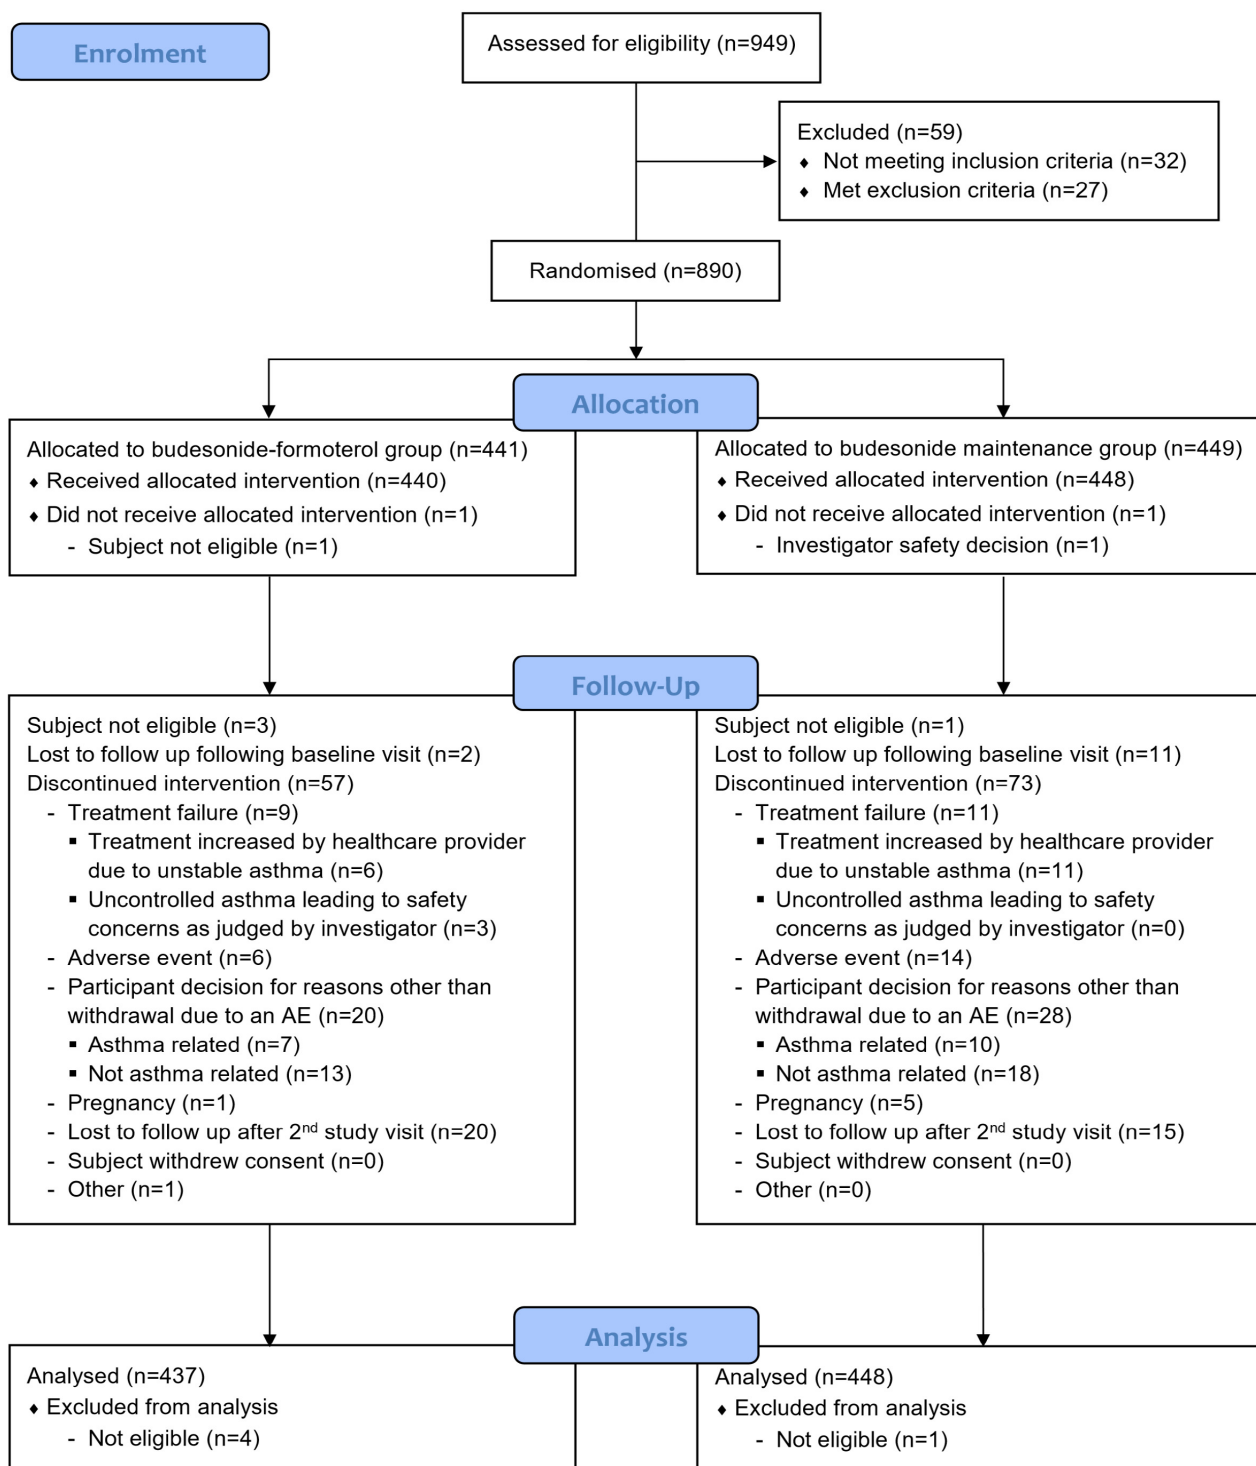 Enrolment
Assessed for eligibility (n=949)
Excluded (n=59)
♦ Not meeting inclusion criteria (n=32)
♦ Met exclusion criteria (n=27)
Randomised (n=890)
Allocation
Allocated to budesonide-formoterol group (n=441)
♦ Received allocated intervention (n=440)
♦ Did not receive allocated intervention (n=1)
- Subject not eligible (n=1)
Allocated to budesonide maintenance group (n=449)
♦ Received allocated intervention (n=448)
♦ Did not receive allocated intervention (n=1)
- Investigator safety decision (n=1)
Follow-Up
Subject not eligible (n=3)
Lost to follow up following baseline visit (n=2)
Discontinued intervention (n=57)
- Treatment failure (n=9)
▪ Treatment increased by healthcare provider
due to unstable asthma (n=6)
▪ Uncontrolled asthma leading to safety
concerns as judged by investigator (n=3)
- Adverse event (n=6)
- Participant decision for reasons other than
withdrawal due to an AE (n=20)
▪ Asthma related (n=7)
▪ Not asthma related (n=13)
- Pregnancy (n=1)
- Lost to follow up after 2nd study visit (n=20)
- Subject withdrew consent (n=0)
- Other (n=1)
Subject not eligible (n=1)
Lost to follow up following baseline visit (n=11)
Discontinued intervention (n=73)
- Treatment failure (n=11)
▪ Treatment increased by healthcare provider
due to unstable asthma (n=11)
▪ Uncontrolled asthma leading to safety
concerns as judged by investigator (n=0)
- Adverse event (n=14)
- Participant decision for reasons other than
withdrawal due to an AE (n=28)
▪ Asthma related (n=10)
▪ Not asthma related (n=18)
- Pregnancy (n=5)
- Lost to follow up after 2nd study visit (n=15)
- Subject withdrew consent (n=0)
- Other (n=0)
Analysis
Analysed (n=437)
♦ Excluded from analysis
- Not eligible (n=4)
Analysed (n=448)
♦ Excluded from analysis
- Not eligible (n=1)